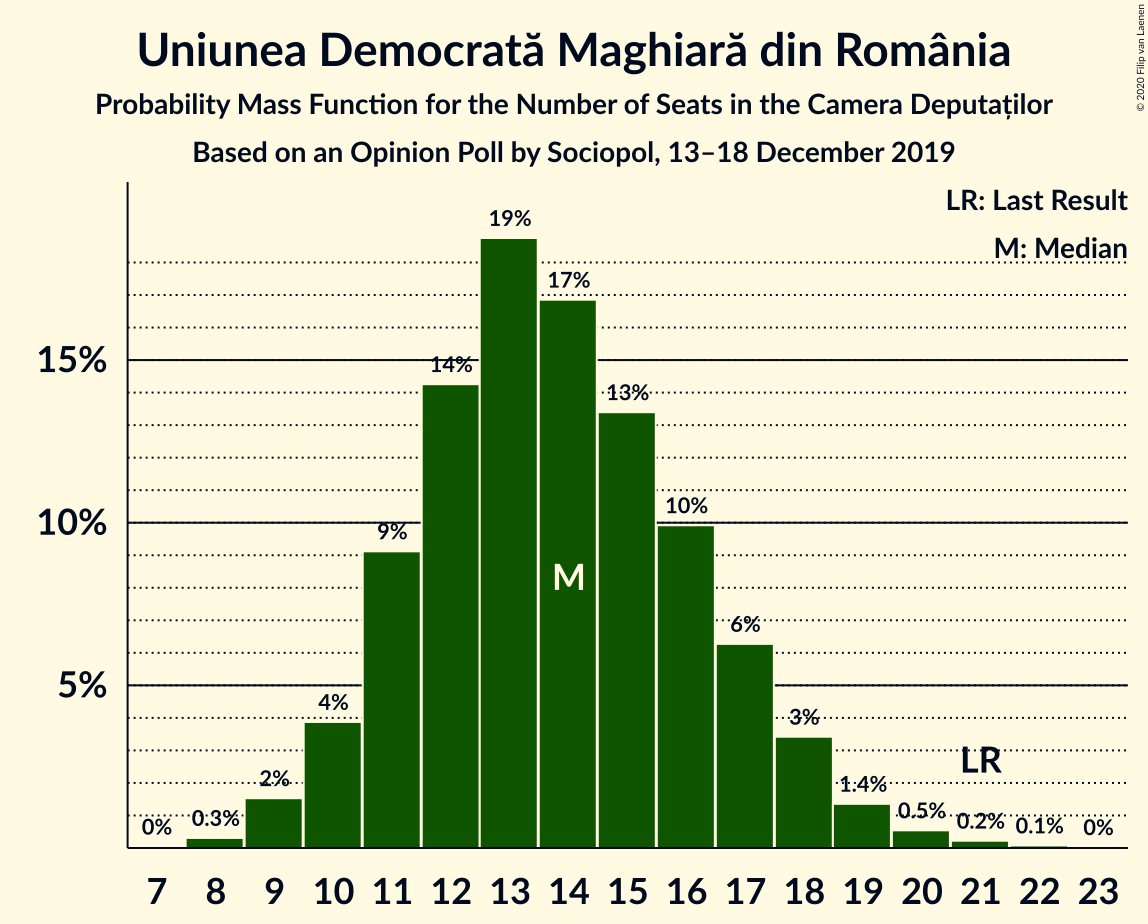 Uniunea Democrată Maghiară din România
Probability Mass Function for the Number of Seats in the Camera Deputaților
Based on an Opinion Poll by Sociopol, 13–18 December 2019
© 2020 Filip van Laenen
LR: Last Result
M: Median
15%
10%
5%
0%
0.3%
2%
4%
9%
14%
19%
17%
13%
10%
6%
3%
1.4%
0.5%
0.2%
0.1%
0%
M
LR
7 8 9 10 11 12 13 14 15 16 17 18 19 20 21 22 23